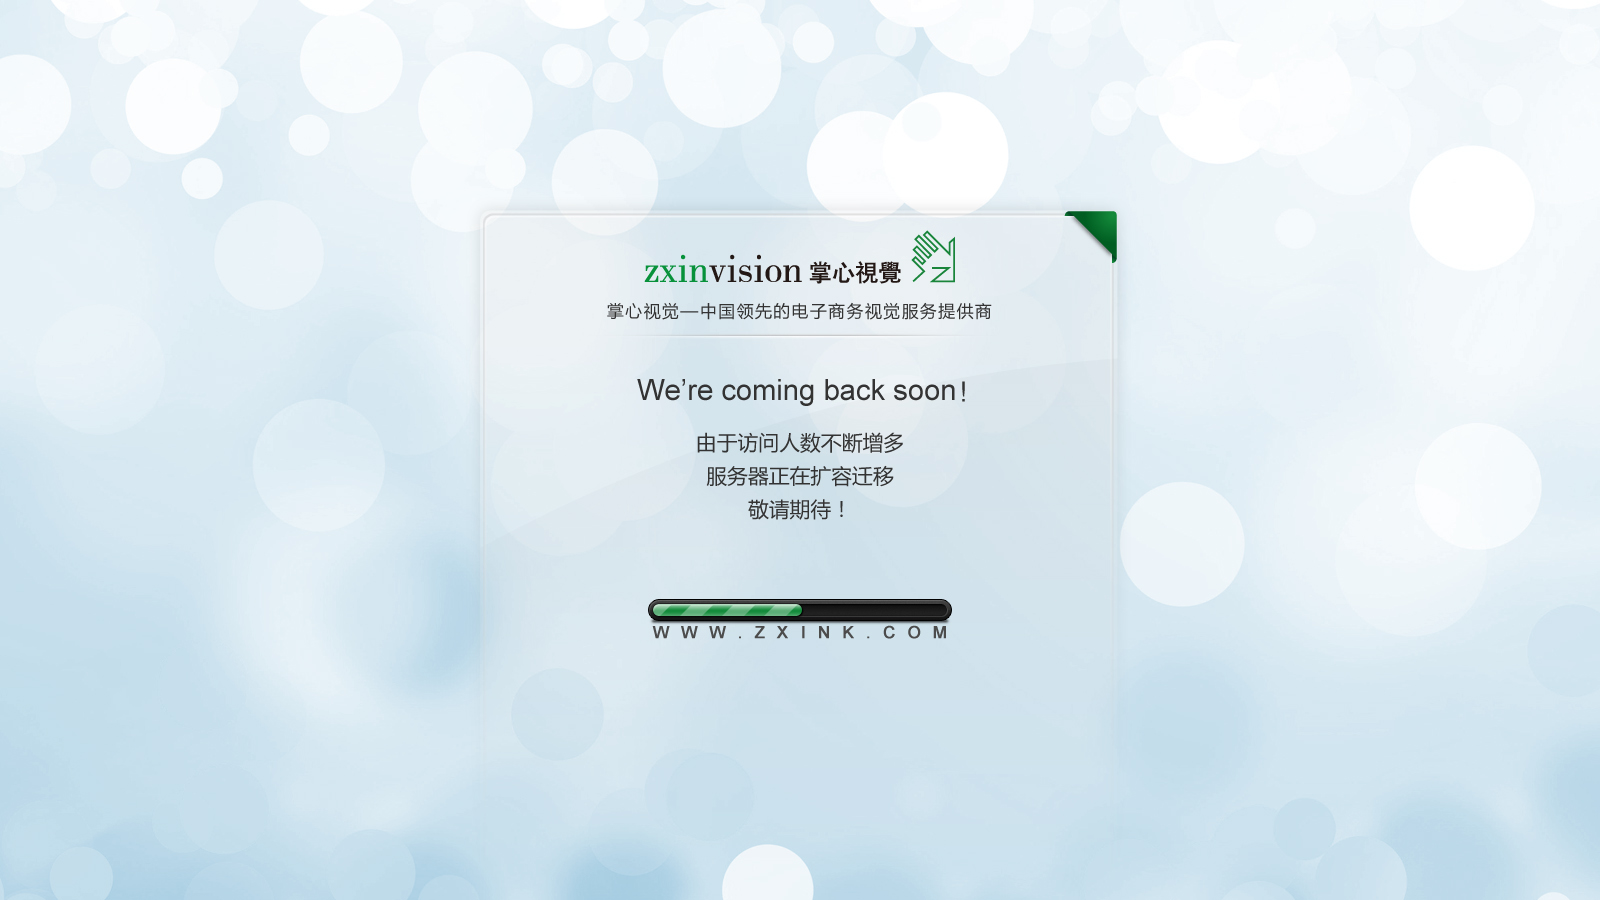 zxinvision 掌心視覺
掌心视觉—中国领先的电子商务视觉服务提供商
We're coming back soon!
由于访问人数不断增多
服务器正在扩容迁移
敬请期待！
WWW.ZXINK.COM